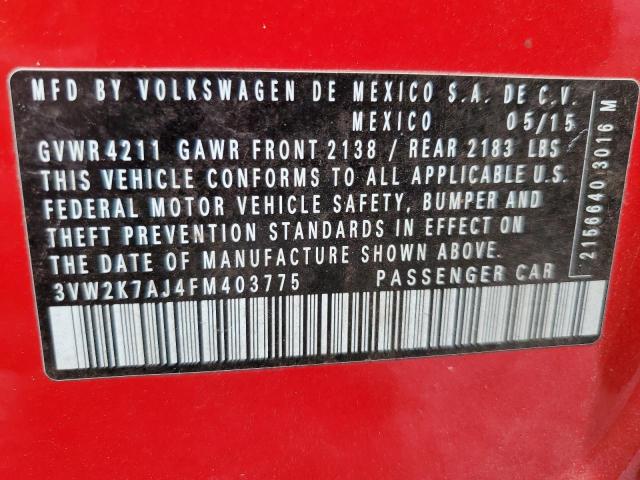 MFD BY VOLKSWAGEN DE MEXICO S.A. DE C.V.
MEXICO 05/15
GVWR 4211 GAWR FRONT 2138 / REAR 2183 LBS
THIS VEHICLE CONFORMS TO ALL APPLICABLE U.S.
FEDERAL MOTOR VEHICLE SAFETY, BUMPER AND
THEFT PREVENTION STANDARDS IN EFFECT ON
THE DATE OF MANUFACTURE SHOWN ABOVE.
3VW2K7AJ4FM403775 PASSENGER CAR
2156640 3016 M